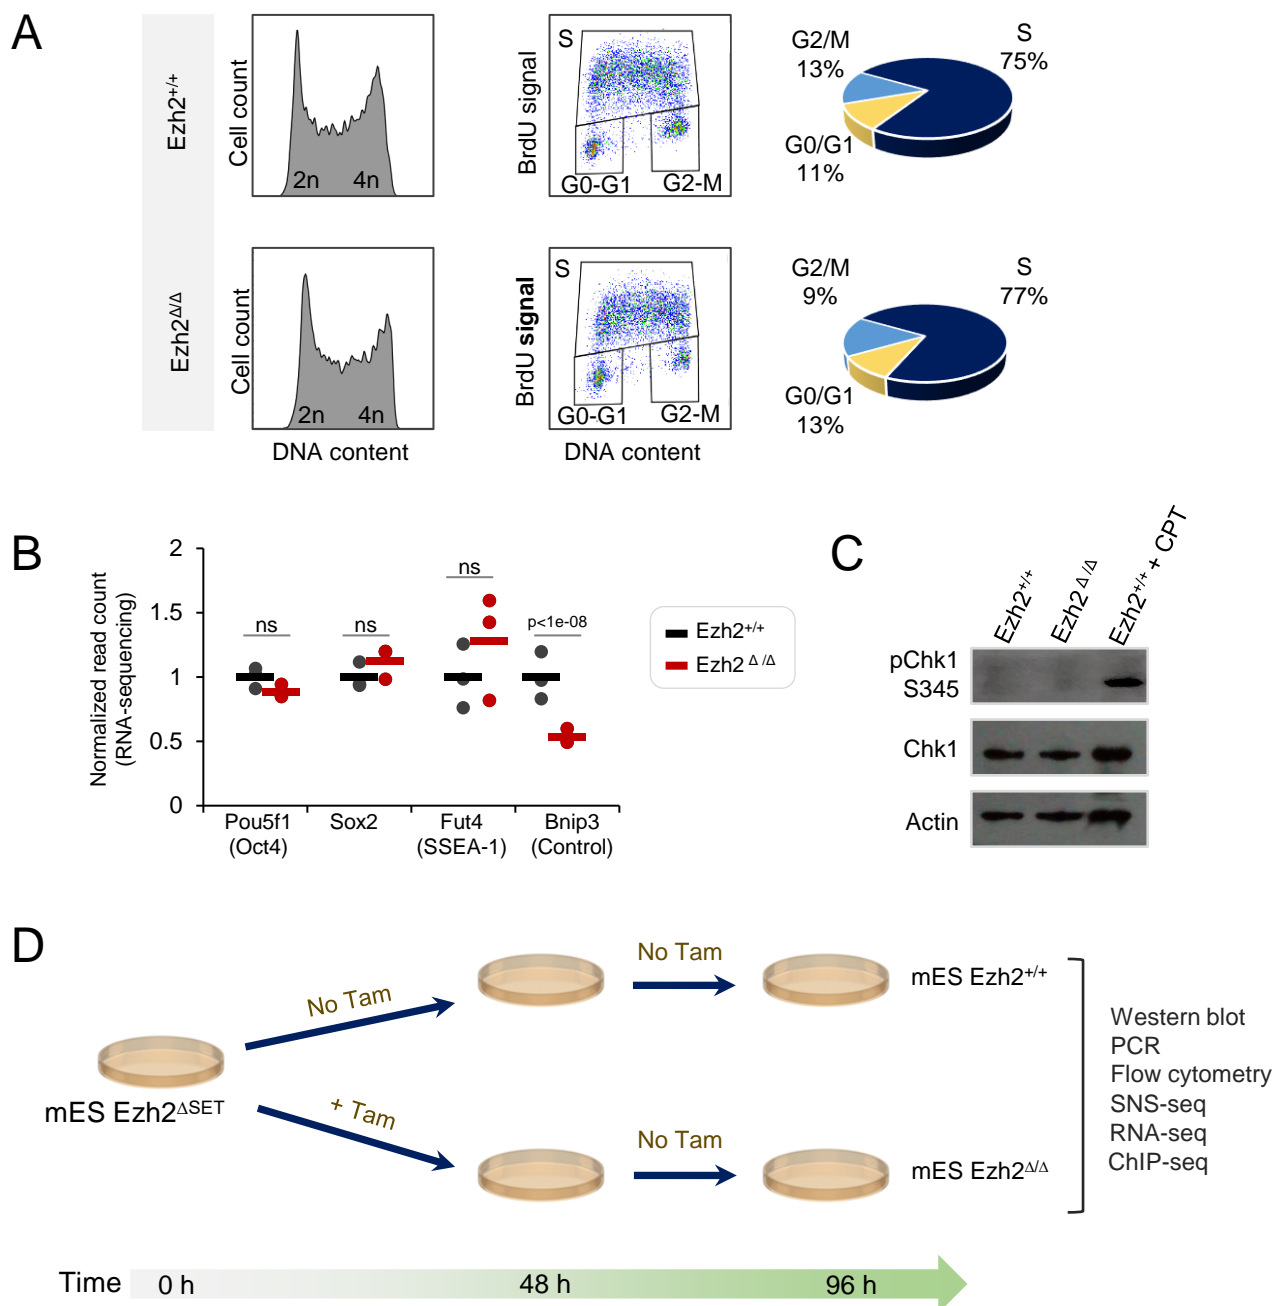 A
Ezh2+/+
Cell count
2n 4n
BrdU signal
S
G0-G1 G2-M
G2/M
13%
S
75%
G0/G1
11%
Ezh2Δ/Δ
Cell count
2n 4n
DNA content
BrdU signal
S
G0-G1 G2-M
DNA content
G2/M
9%
S
77%
G0/G1
13%
B
Normalized read count
(RNA-sequencing)
2
1.5
1
0.5
0
ns
ns
ns
p<1e-08
Pou5f1
(Oct4)
Sox2
Fut4
(SSEA-1)
Bnip3
(Control)
Ezh2+/+
Ezh2 Δ /Δ
C
Ezh2+/+
Ezh2 Δ /Δ
Ezh2+/+ + CPT
pChk1
S345
Chk1
Actin
D
mES Ezh2ΔSET
No Tam
+ Tam
No Tam
No Tam
mES Ezh2+/+
mES Ezh2Δ/Δ
Western blot
PCR
Flow cytometry
SNS-seq
RNA-seq
ChIP-seq
Time 0 h 48 h 96 h